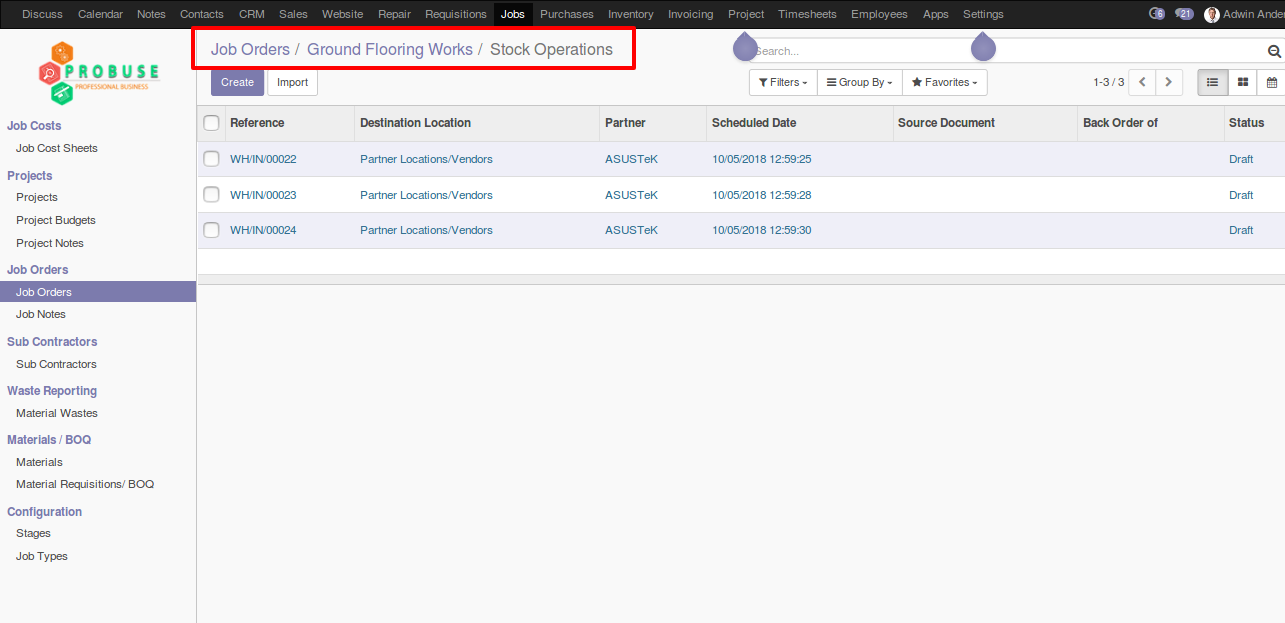 Discuss Calendar Notes Contacts CRM Sales Website Repair Requisitions Jobs Purchases Inventory Invoicing Project Timesheets Employees Apps Settings 6 21 Adwin Ander
PROBUSE
PROFESSIONAL BUSINESS
Job Orders / Ground Flooring Works / Stock Operations
Search...
Create Import
Filters Group By Favorites 1-3 / 3
Reference Destination Location Partner Scheduled Date Source Document Back Order of Status
WH/IN/00022 Partner Locations/Vendors ASUSTeK 10/05/2018 12:59:25 Draft
WH/IN/00023 Partner Locations/Vendors ASUSTeK 10/05/2018 12:59:28 Draft
WH/IN/00024 Partner Locations/Vendors ASUSTeK 10/05/2018 12:59:30 Draft
Job Costs
Job Cost Sheets
Projects
Projects
Project Budgets
Project Notes
Job Orders
Job Orders
Job Notes
Sub Contractors
Sub Contractors
Waste Reporting
Material Wastes
Materials / BOQ
Materials
Material Requisitions/ BOQ
Configuration
Stages
Job Types